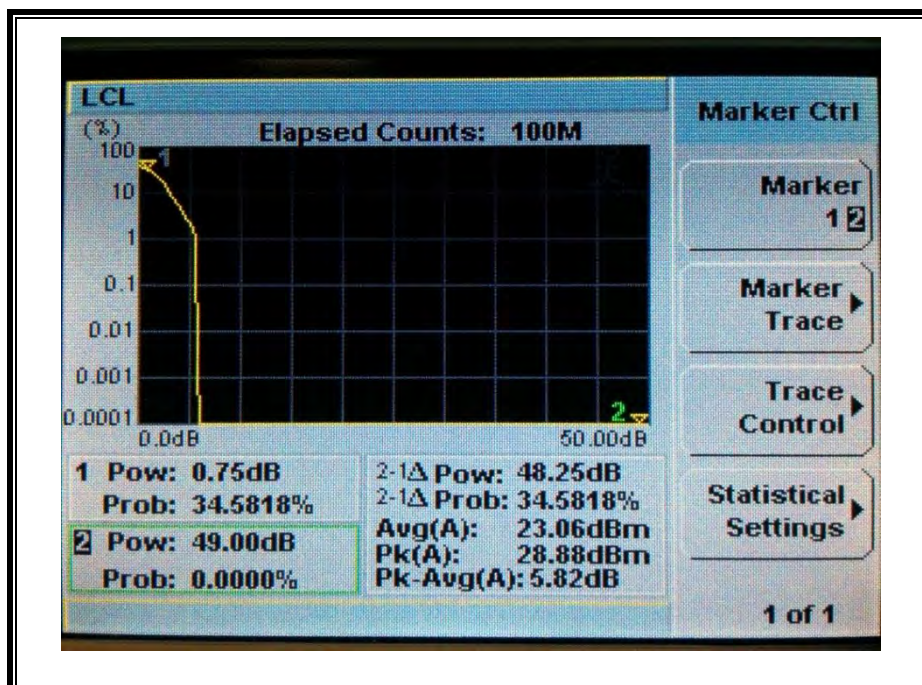 LCL
(%)
Elapsed Counts: 100M
100
10
1
0.1
0.01
0.001
0.0001
1
2
0.0dB
50.00dB
1 Pow: 0.75dB
Prob: 34.5818%
2 Pow: 49.00dB
Prob: 0.0000%
2-1Δ Pow: 48.25dB
2-1Δ Prob: 34.5818%
Avg(A): 23.06dBm
Pk(A): 28.88dBm
Pk-Avg(A): 5.82dB
Marker Ctrl
Marker
1 2
Marker
Trace
Trace
Control
Statistical
Settings
1 of 1